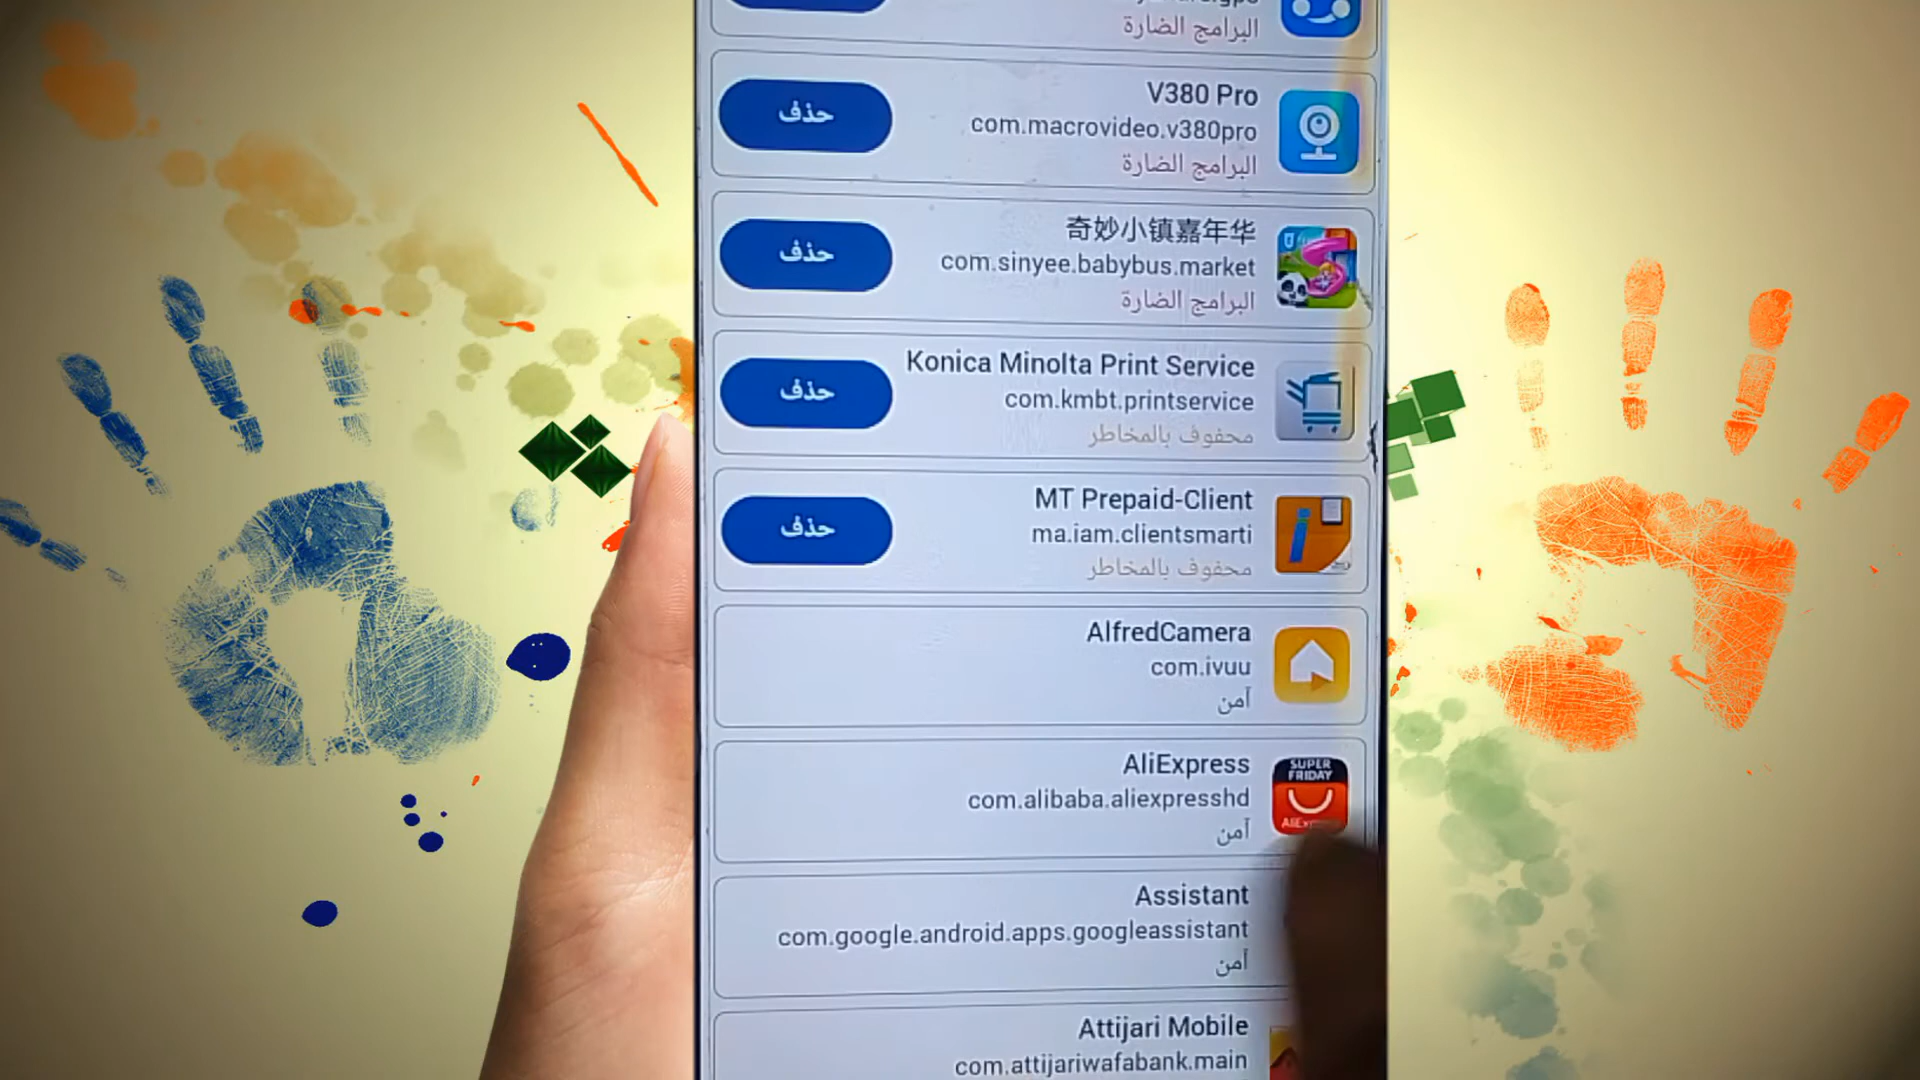 البرامج الضارة
V380 Pro
com.macrovideo.v380pro
البرامج الضارة
حذف
奇妙小镇嘉年华
com.sinyee.babybus.market
البرامج الضارة
حذف
Konica Minolta Print Service
com.kmbt.printservice
محفوف بالمخاطر
حذف
MT Prepaid-Client
ma.iam.clientsmarti
محفوف بالمخاطر
حذف
AlfredCamera
com.ivuu
آمن
AliExpress
com.alibaba.aliexpresshd
آمن
SUPER
FRIDAY
Assistant
com.google.android.apps.googleassistant
آمن
Attijari Mobile
com.attijariwafabank.main